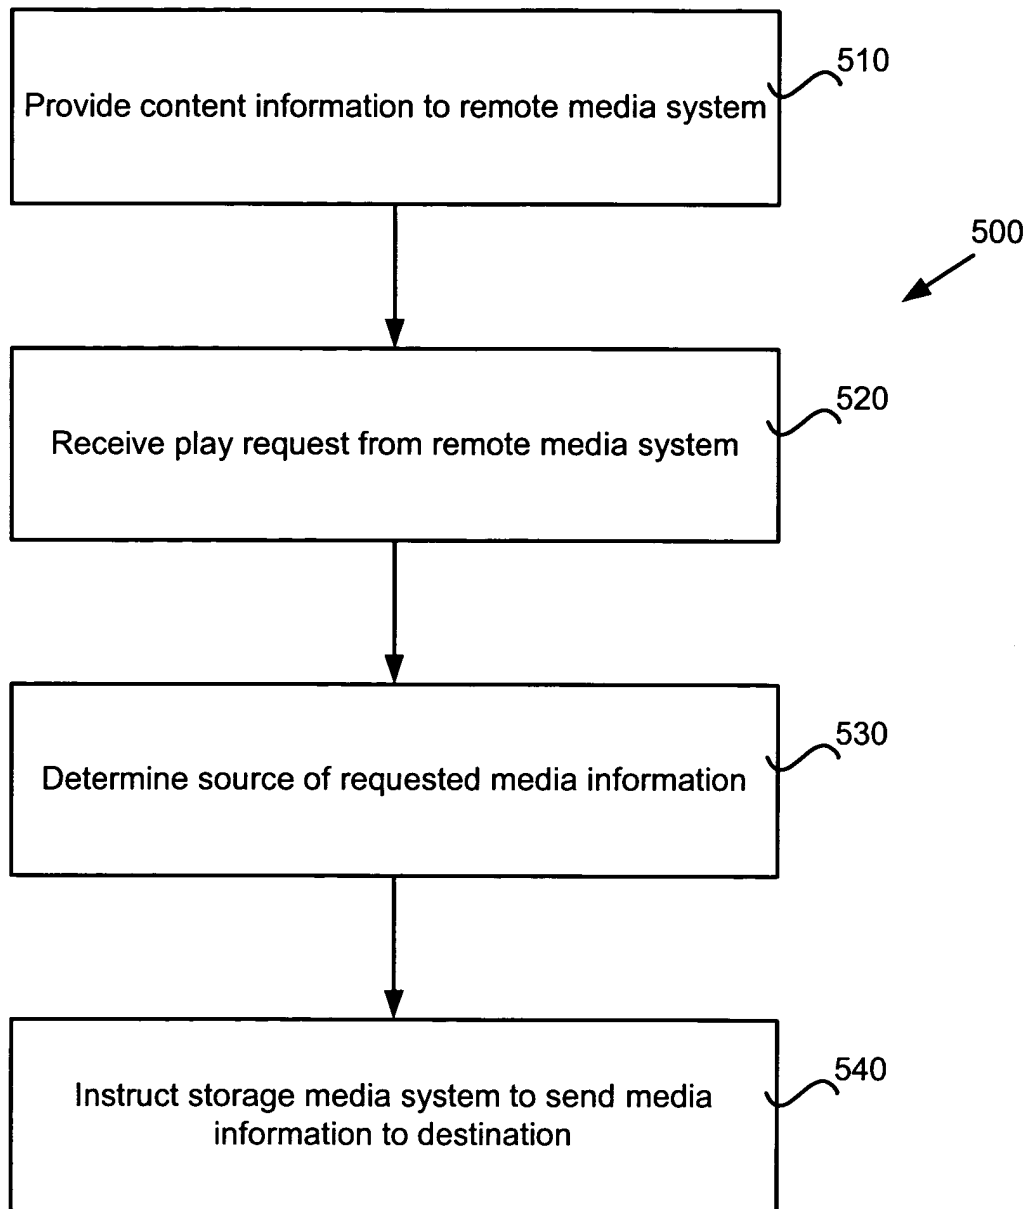 510
Provide content information to remote media system
500
520
Receive play request from remote media system
530
Determine source of requested media information
540
Instruct storage media system to send media
information to destination